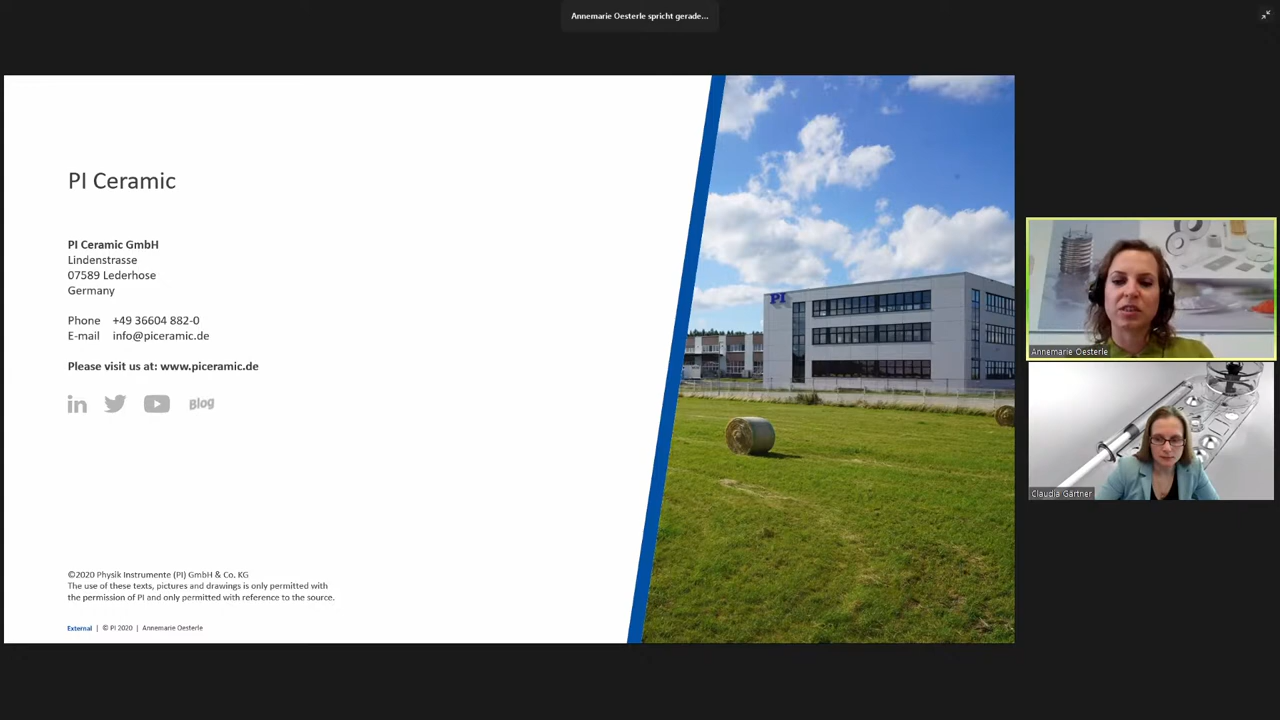 Annemarie Oesterle spricht gerade...
PI Ceramic
PI Ceramic GmbH
Lindenstrasse
07589 Lederhose
Germany
Phone +49 36604 882-0
E-mail info@piceramic.de
Please visit us at: www.piceramic.de
in
Blog
©2020 Physik Instrumente (PI) GmbH & Co. KG
The use of these texts, pictures and drawings is only permitted with
the permission of PI and only permitted with reference to the source.
External | © PI 2020 | Annemarie Oesterle
PI
Annemarie Oesterle
Claudia Gärtner